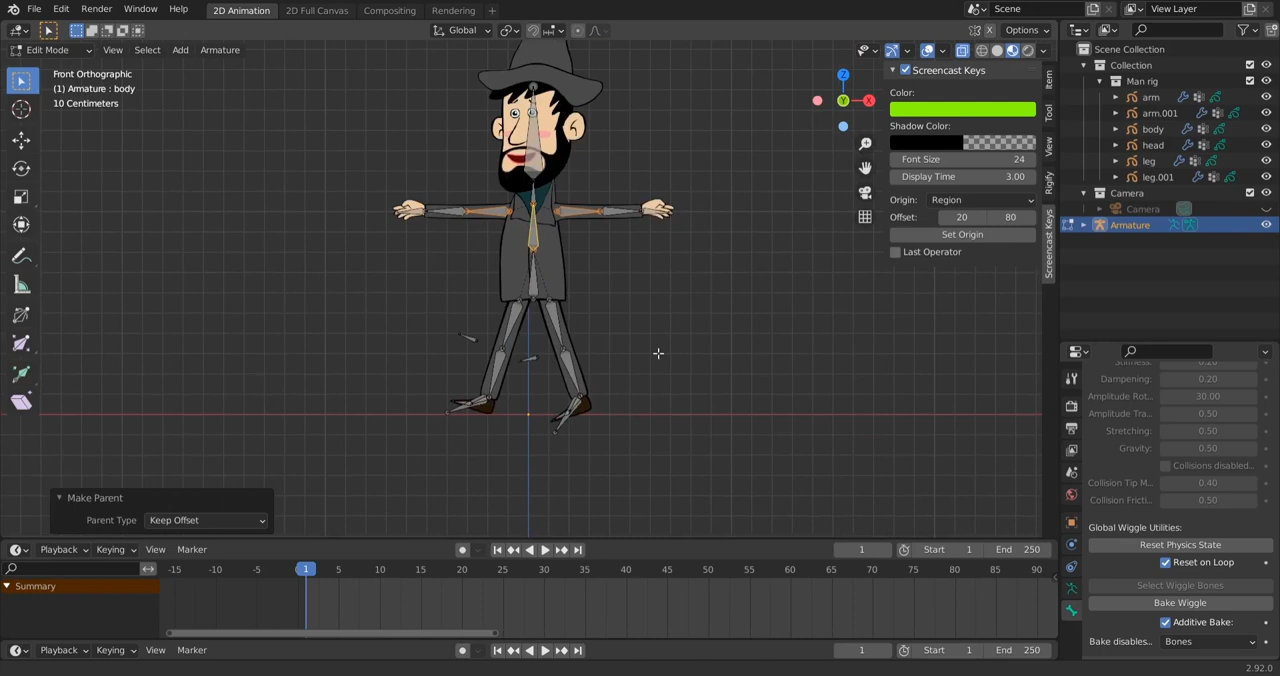 File Edit Render Window Help 2D Animation 2D Full Canvas Compositing Rendering + Scene View Layer
Global Options
Edit Mode View Select Add Armature
Front Orthographic
(1) Armature : body
10 Centimeters
Z
X
Y
Screencast Keys
Color:
Shadow Color:
Font Size 24
Display Time 3.00
Origin: Region
Offset: 20 80
Set Origin
Last Operator
Item
Tool
View
Rigify
Screencast Keys
Scene Collection
Collection
Man rig
arm
arm.001
body
head
leg
leg.001
Camera
Camera
Armature
Dampening: 0.20
Amplitude Rot... 30.00
Amplitude Tra... 0.50
Stretching: 0.50
Gravity: 0.50
Collisions disabled...
Collision Tip M... 0.40
Collision Fricti... 0.50
Global Wiggle Utilities:
Reset Physics State
Reset on Loop
Select Wiggle Bones
Bake Wiggle
Additive Bake:
Bake disables... Bones
Make Parent
Parent Type Keep Offset
Playback Keying View Marker 1 Start 1 End 250
-15 -10 -5 1 5 10 15 20 25 30 35 40 45 50 55 60 65 70 75 80 85 90
Summary
Playback Keying View Marker 1 Start 1 End 250
2.92.0